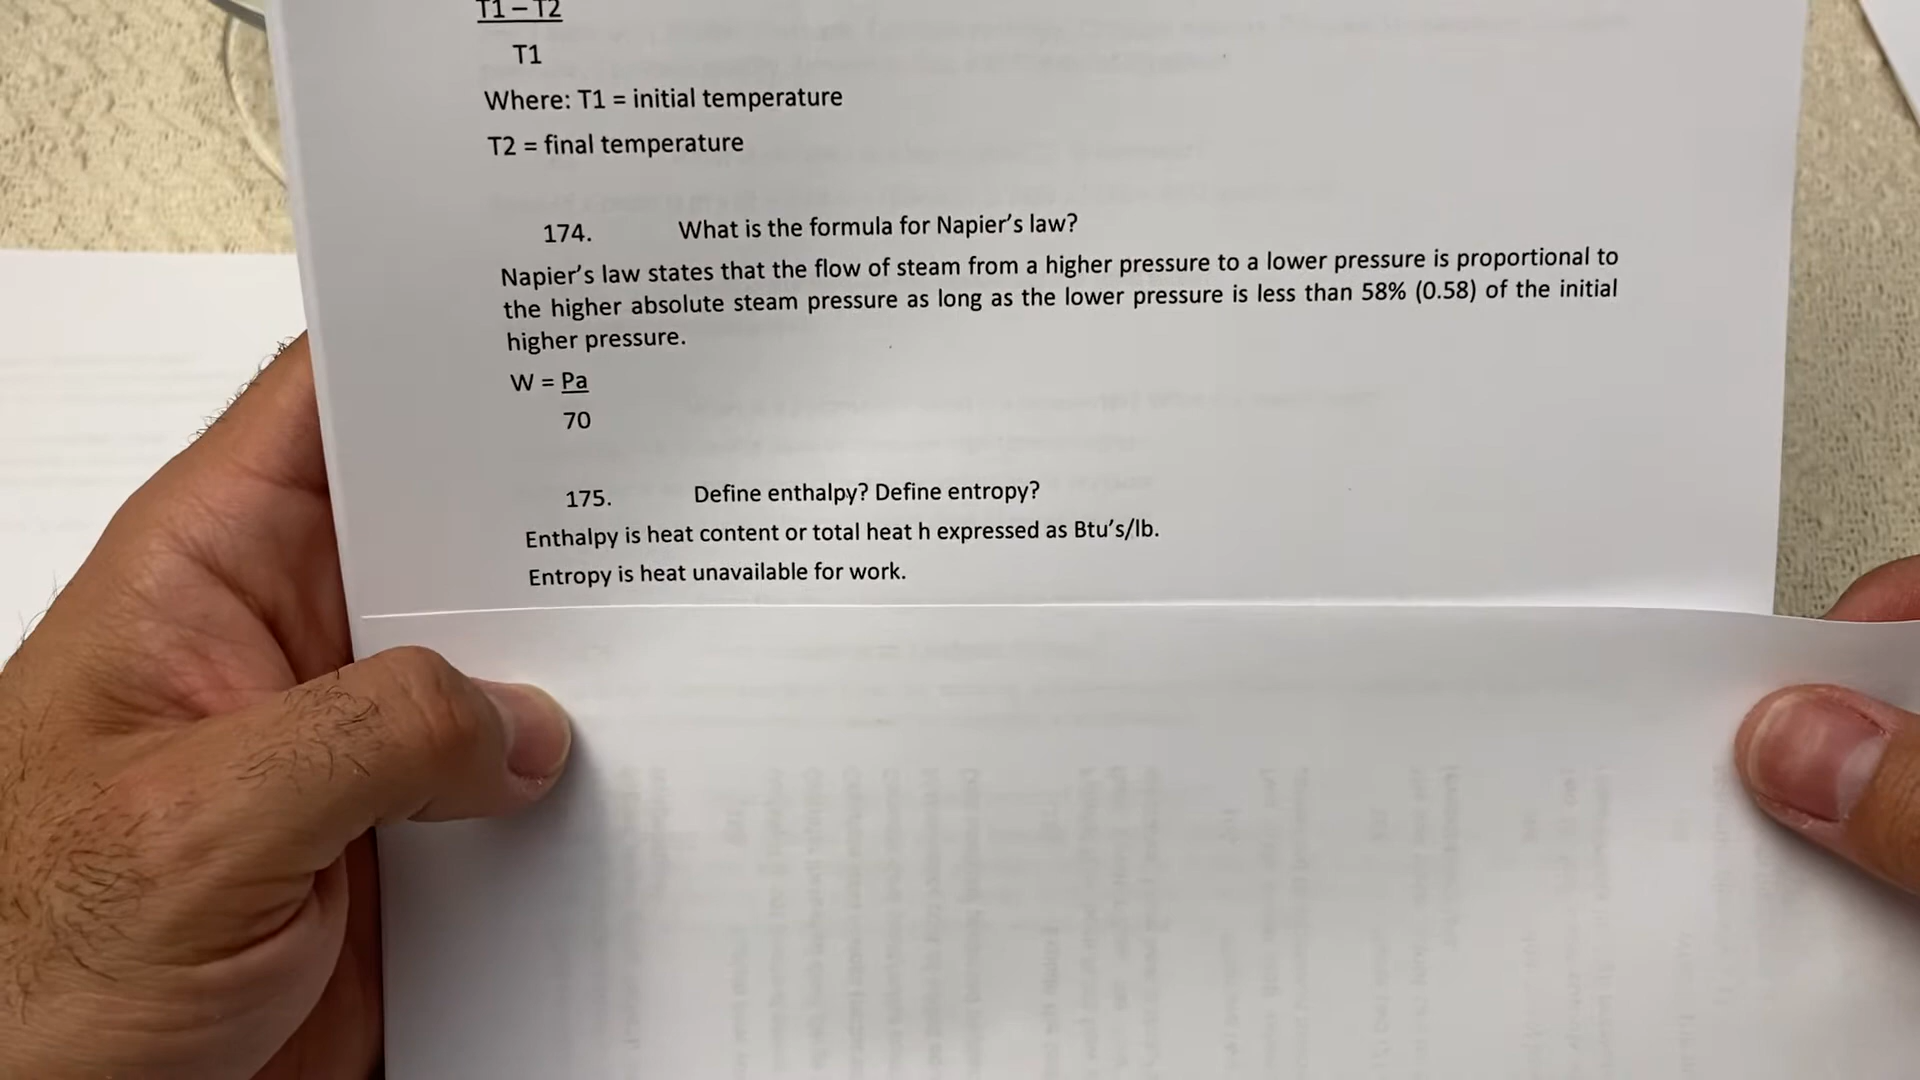 T1 – T2
T1
Where: T1 = initial temperature
T2 = final temperature
174. What is the formula for Napier's law?
Napier's law states that the flow of steam from a higher pressure to a lower pressure is proportional to
the higher absolute steam pressure as long as the lower pressure is less than 58% (0.58) of the initial
higher pressure.
W = Pa
70
175. Define enthalpy? Define entropy?
Enthalpy is heat content or total heat h expressed as Btu's/lb.
Entropy is heat unavailable for work.